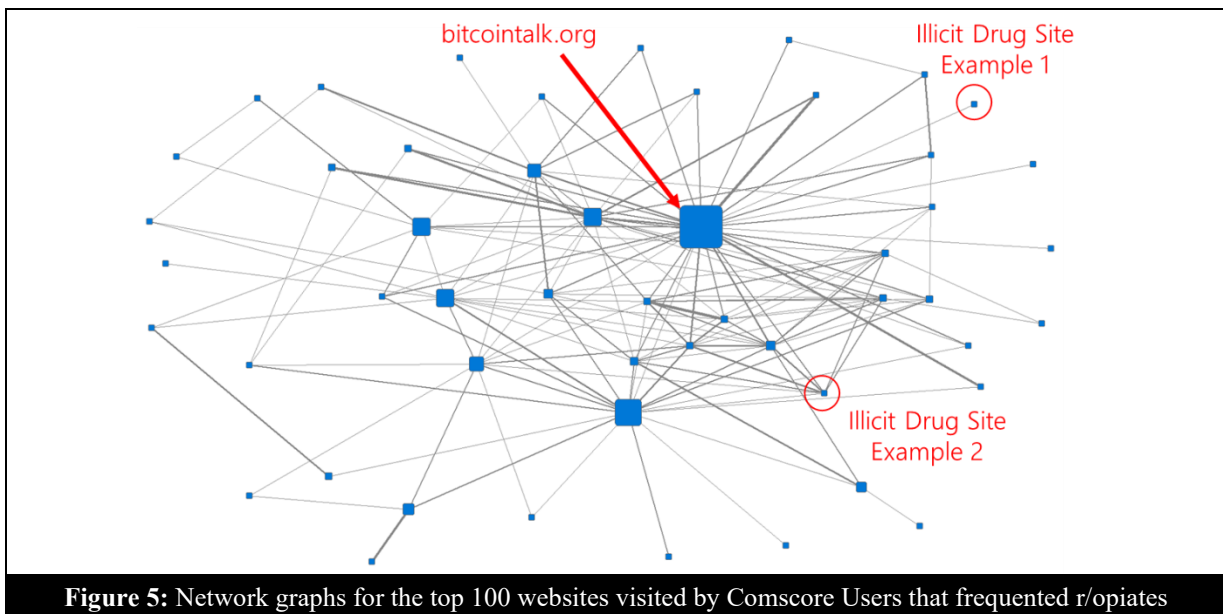 bitcointalk.org
Illicit Drug Site
Example 1
Illicit Drug Site
Example 2
Figure 5: Network graphs for the top 100 websites visited by Comscore Users that frequented r/opiates